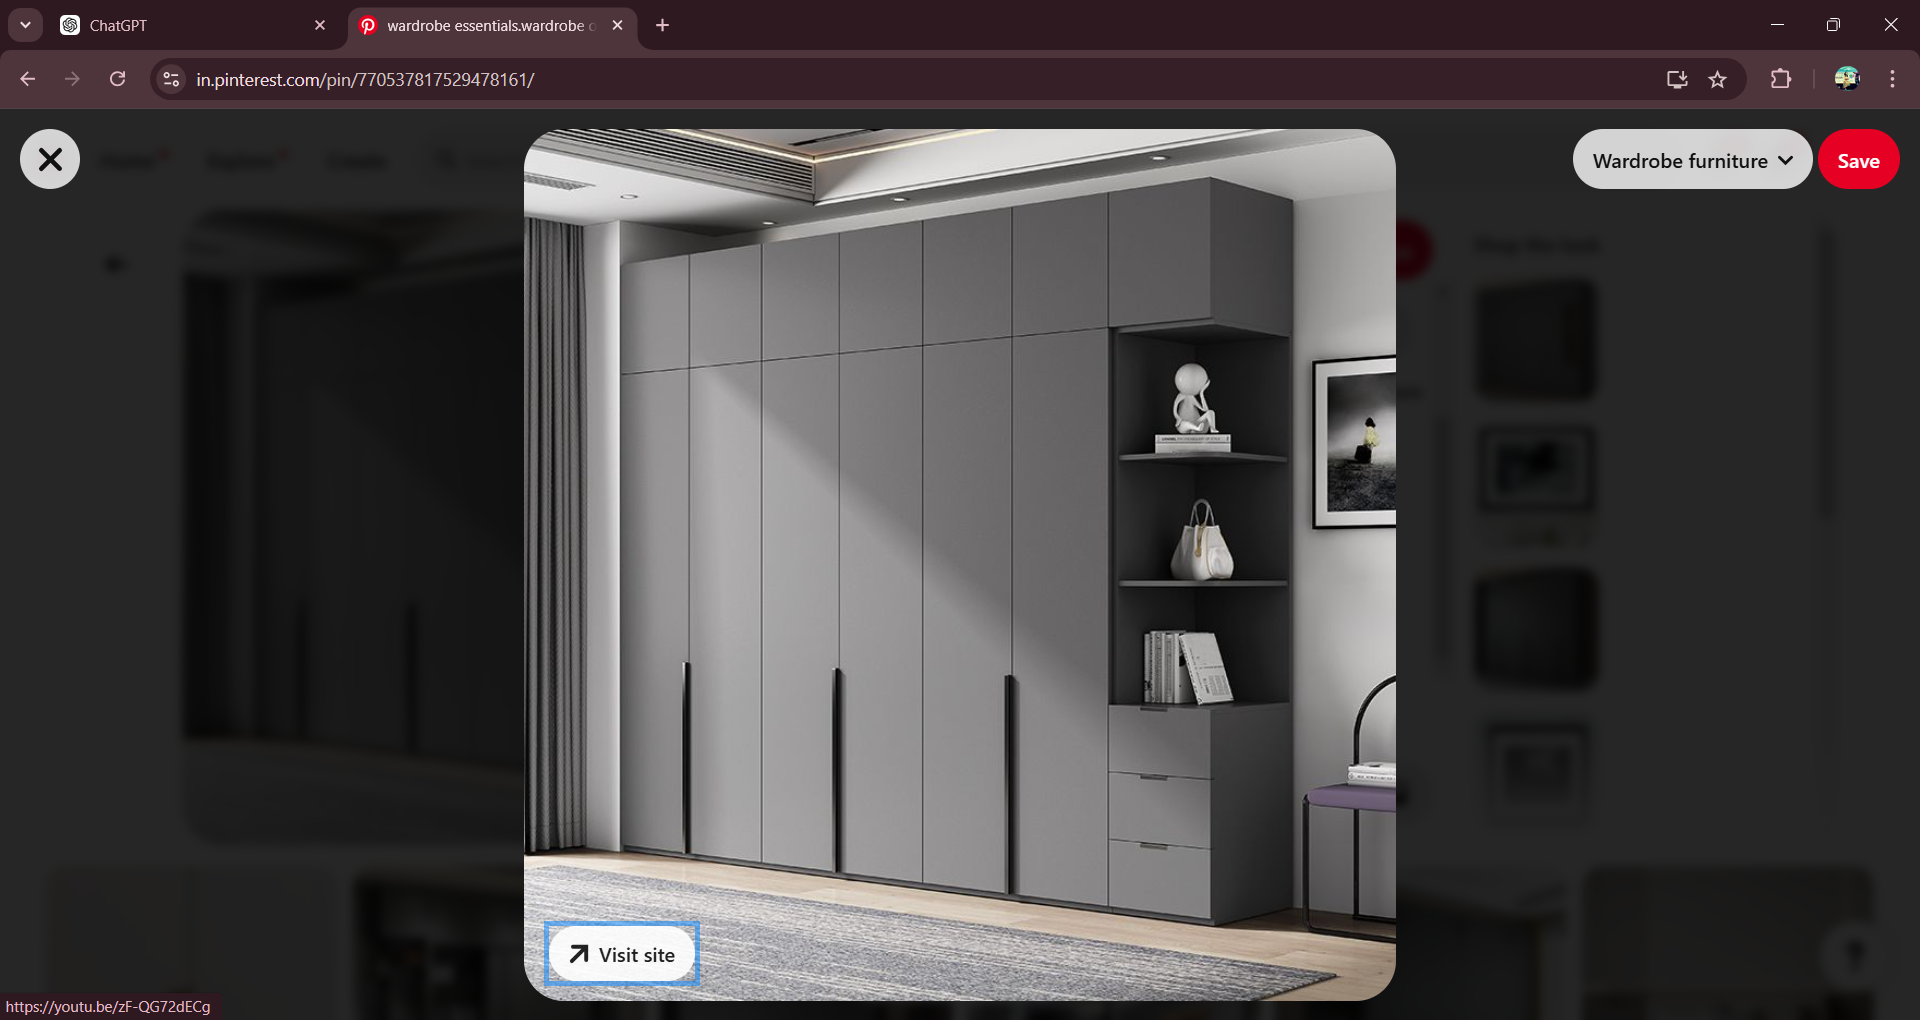 ChatGPT
wardrobe essentials.wardrobe
in.pinterest.com/pin/770537817529478161/
Wardrobe furniture
Save
Visit site
https://youtu.be/zF-QG72dECg